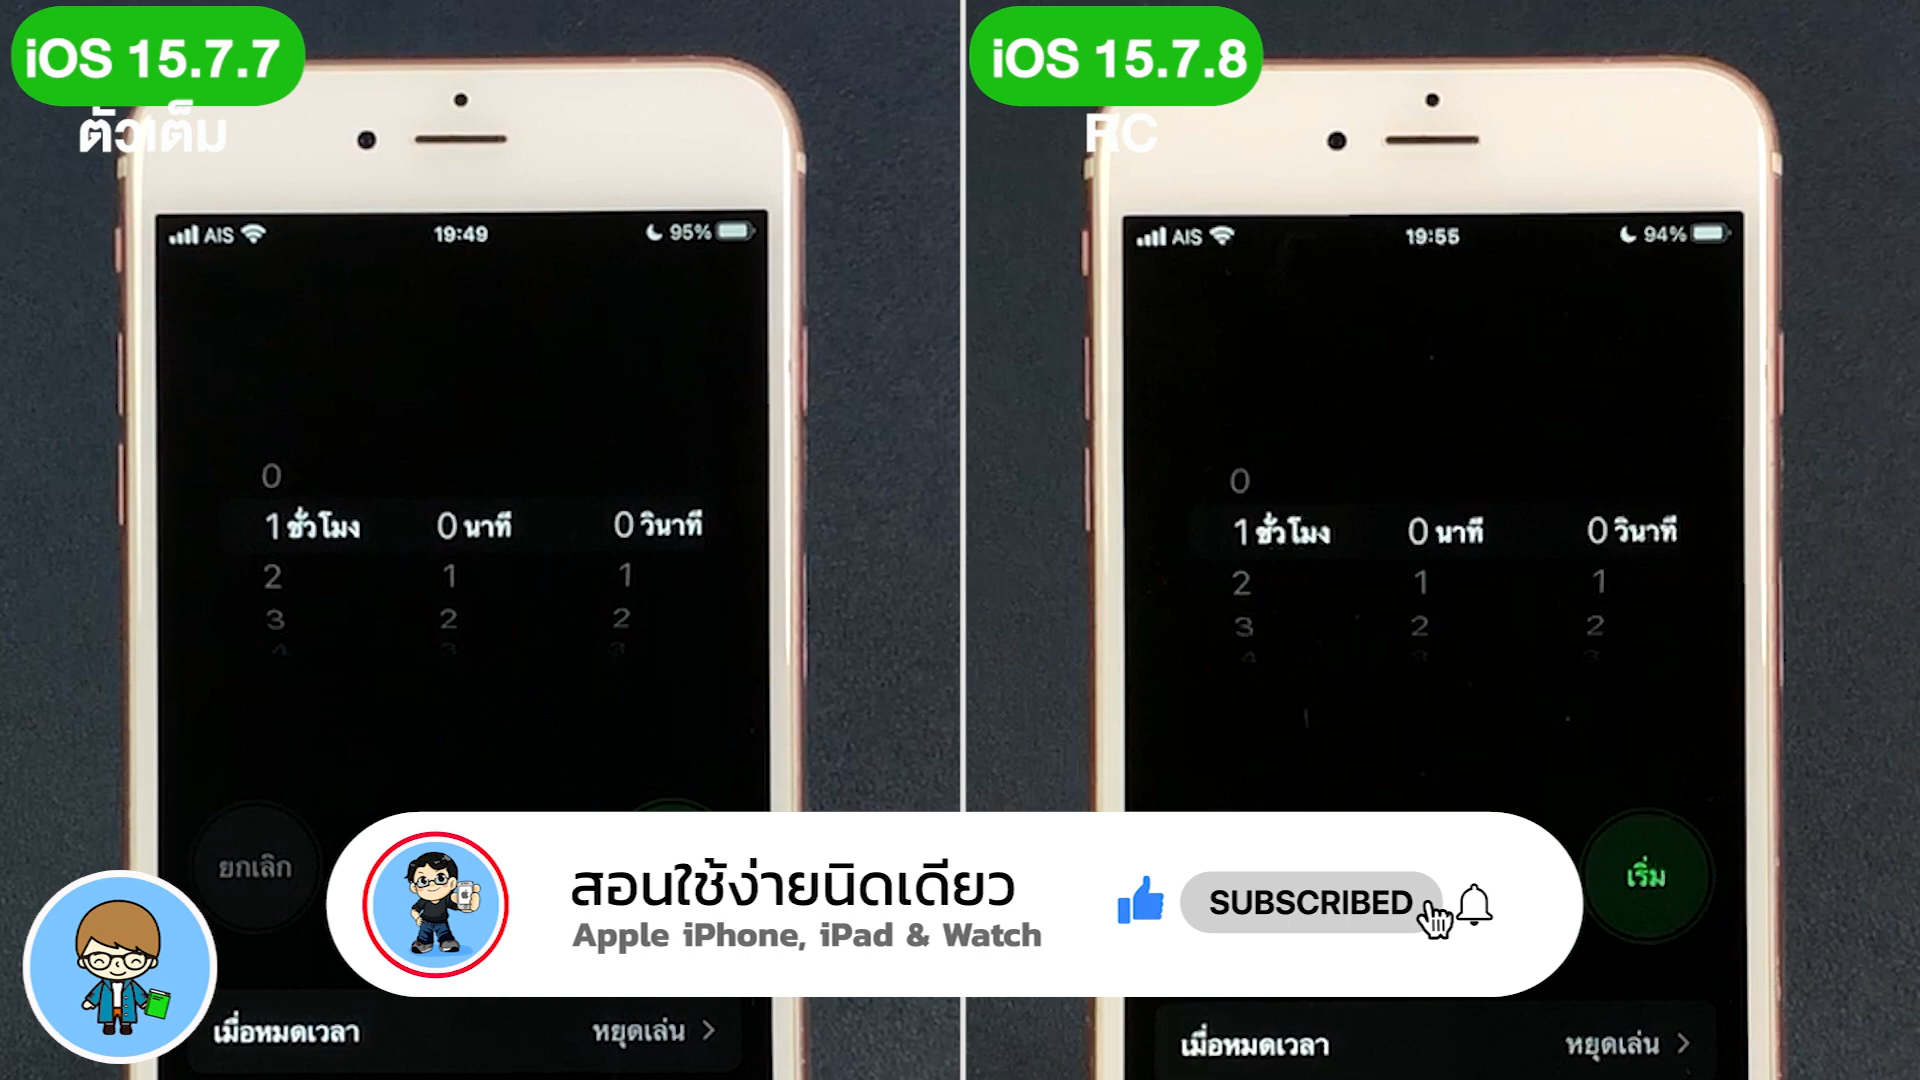 iOS 15.7.7
ตัวเต็ม
AIS 19:49 95%
0
1 ชั่วโมง 0 นาที 0 วินาที
2 1 1
3 2 2
4 3 3
ยกเลิก
เมื่อหมดเวลา หยุดเล่น
iOS 15.7.8
RC
AIS 19:55 94%
0
1 ชั่วโมง 0 นาที 0 วินาที
2 1 1
3 2 2
4 3 3
เริ่ม
เมื่อหมดเวลา หยุดเล่น
สอนใช้ง่ายนิดเดียว
Apple iPhone, iPad & Watch
SUBSCRIBED